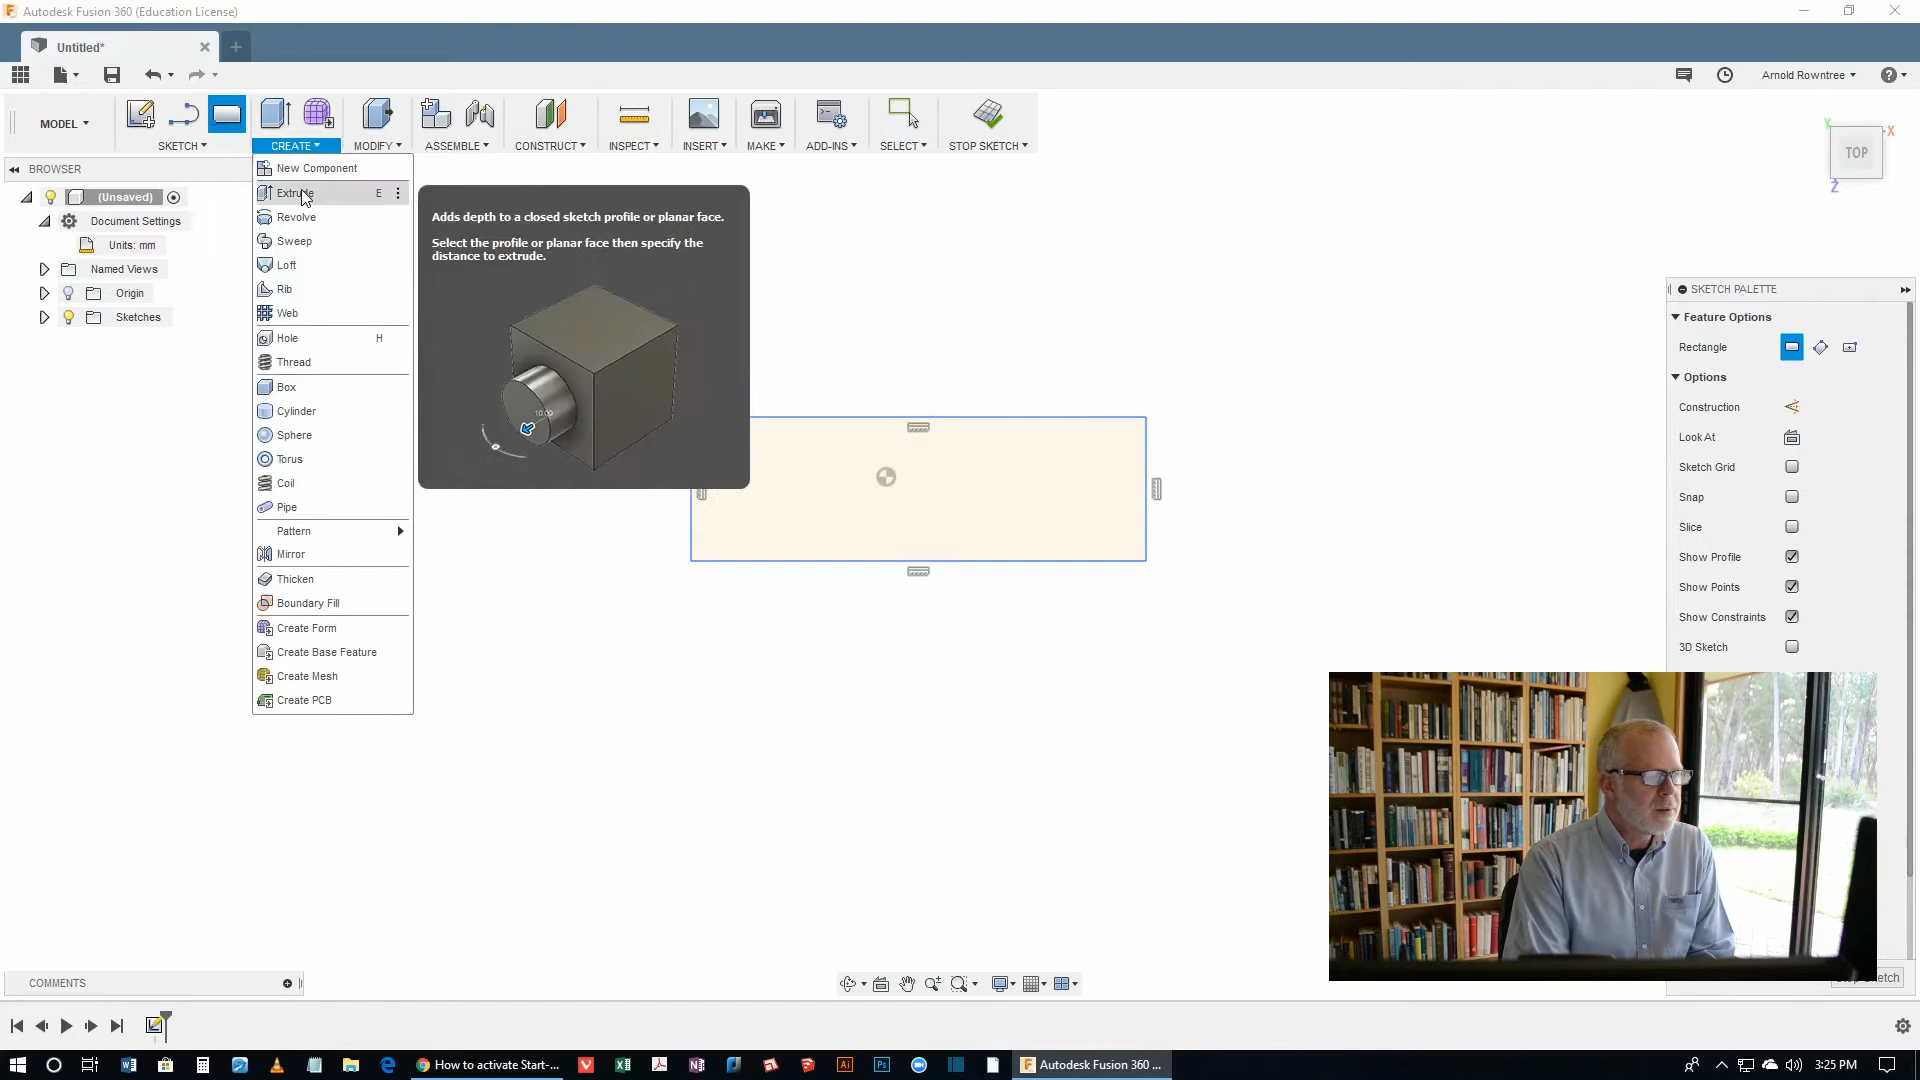 Autodesk Fusion 360 (Education License)
Untitled*
Arnold Rowntree
MODEL
SKETCH
CREATE
MODIFY
ASSEMBLE
CONSTRUCT
INSPECT
INSERT
MAKE
ADD-INS
SELECT
STOP SKETCH
TOP
X
Y
Z
BROWSER
(Unsaved)
Document Settings
Units: mm
Named Views
Origin
Sketches
New Component
Extrude E
Revolve
Sweep
Loft
Rib
Web
Hole H
Thread
Box
Cylinder
Sphere
Torus
Coil
Pipe
Pattern
Mirror
Thicken
Boundary Fill
Create Form
Create Base Feature
Create Mesh
Create PCB
Adds depth to a closed sketch profile or planar face.
Select the profile or planar face then specify the
distance to extrude.
10.00
SKETCH PALETTE
Feature Options
Rectangle
Options
Construction
Look At
Sketch Grid
Snap
Slice
Show Profile
Show Points
Show Constraints
3D Sketch
Sketch
COMMENTS
How to activate Start-...
Autodesk Fusion 360 ...
3:25 PM